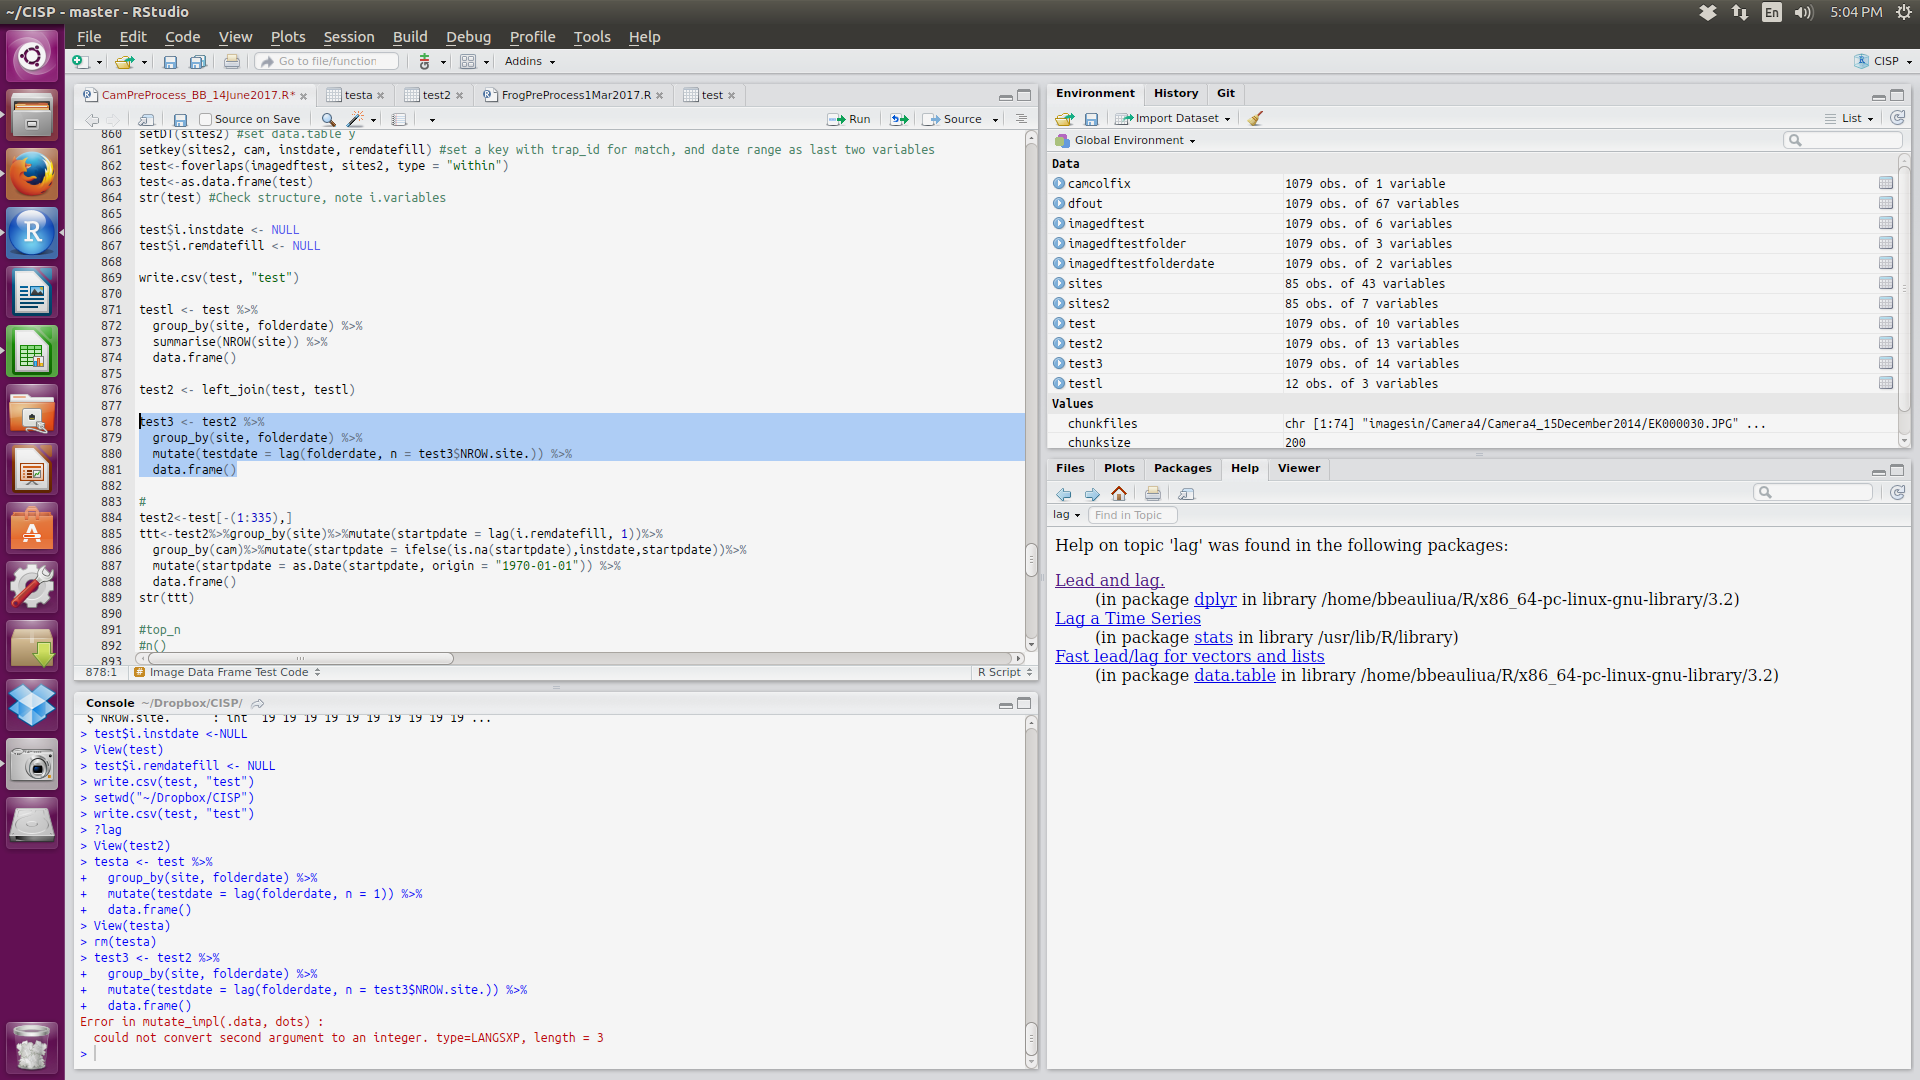 ~/CISP - master - RStudio
En
5:04 PM
File Edit Code View Plots Session Build Debug Profile Tools Help
Go to file/function
Addins
CISP
CamPreProcess_BB_14June2017.R*
testa
test2
FrogPreProcess1Mar2017.R
test
Source on Save
Run
Source
860 setDT(sites2) #set data.table y
861 setkey(sites2, cam, instdate, remdatefill) #set a key with trap_id for match, and date range as last two variables
862 test<-foverlaps(imagedftest, sites2, type = "within")
863 test<-as.data.frame(test)
864 str(test) #Check structure, note i.variables
865
866 test$i.instdate <- NULL
867 test$i.remdatefill <- NULL
868
869 write.csv(test, "test")
870
871 testl <- test %>%
872 group_by(site, folderdate) %>%
873 summarise(NROW(site)) %>%
874 data.frame()
875
876 test2 <- left_join(test, testl)
877
878 test3 <- test2 %>%
879 group_by(site, folderdate) %>%
880 mutate(testdate = lag(folderdate, n = test3$NROW.site.)) %>%
881 data.frame()
882
883 #
884 test2<-test[-(1:335),]
885 ttt<-test2%>%group_by(site)%>%mutate(startpdate = lag(i.remdatefill, 1))%>%
886 group_by(cam)%>%mutate(startpdate = ifelse(is.na(startpdate),instdate,startpdate))%>%
887 mutate(startpdate = as.Date(startpdate, origin = "1970-01-01")) %>%
888 data.frame()
889 str(ttt)
890
891 #top_n
892 #n()
893
878:1
Image Data Frame Test Code
R Script
Console ~/Dropbox/CISP/
$ NROW.site. : int 19 19 19 19 19 19 19 19 19 19 ...
> test$i.instdate <-NULL
> View(test)
> test$i.remdatefill <- NULL
> write.csv(test, "test")
> setwd("~/Dropbox/CISP")
> write.csv(test, "test")
> ?lag
> View(test2)
> testa <- test %>%
+ group_by(site, folderdate) %>%
+ mutate(testdate = lag(folderdate, n = 1)) %>%
+ data.frame()
> View(testa)
> rm(testa)
> test3 <- test2 %>%
+ group_by(site, folderdate) %>%
+ mutate(testdate = lag(folderdate, n = test3$NROW.site.)) %>%
+ data.frame()
Error in mutate_impl(.data, dots) :
could not convert second argument to an integer. type=LANGSXP, length = 3
>
Environment History Git
Import Dataset
List
Global Environment
Data
camcolfix 1079 obs. of 1 variable
dfout 1079 obs. of 67 variables
imagedftest 1079 obs. of 6 variables
imagedftestfolder 1079 obs. of 3 variables
imagedftestfolderdate 1079 obs. of 2 variables
sites 85 obs. of 43 variables
sites2 85 obs. of 7 variables
test 1079 obs. of 10 variables
test2 1079 obs. of 13 variables
test3 1079 obs. of 14 variables
testl 12 obs. of 3 variables
Values
chunkfiles chr [1:74] "imagesin/Camera4/Camera4_15December2014/EK000030.JPG" ...
chunksize 200
Files Plots Packages Help Viewer
lag
Find in Topic
Help on topic 'lag' was found in the following packages:
Lead and lag.
(in package dplyr in library /home/bbeauliua/R/x86_64-pc-linux-gnu-library/3.2)
Lag a Time Series
(in package stats in library /usr/lib/R/library)
Fast lead/lag for vectors and lists
(in package data.table in library /home/bbeauliua/R/x86_64-pc-linux-gnu-library/3.2)